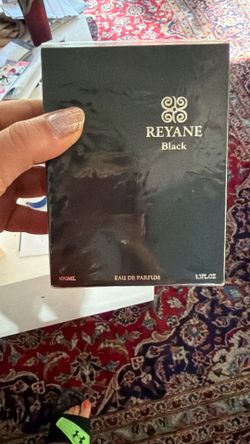 REYANE
Black
100ML
EAU DE PARFUM
3.3FL.OZ